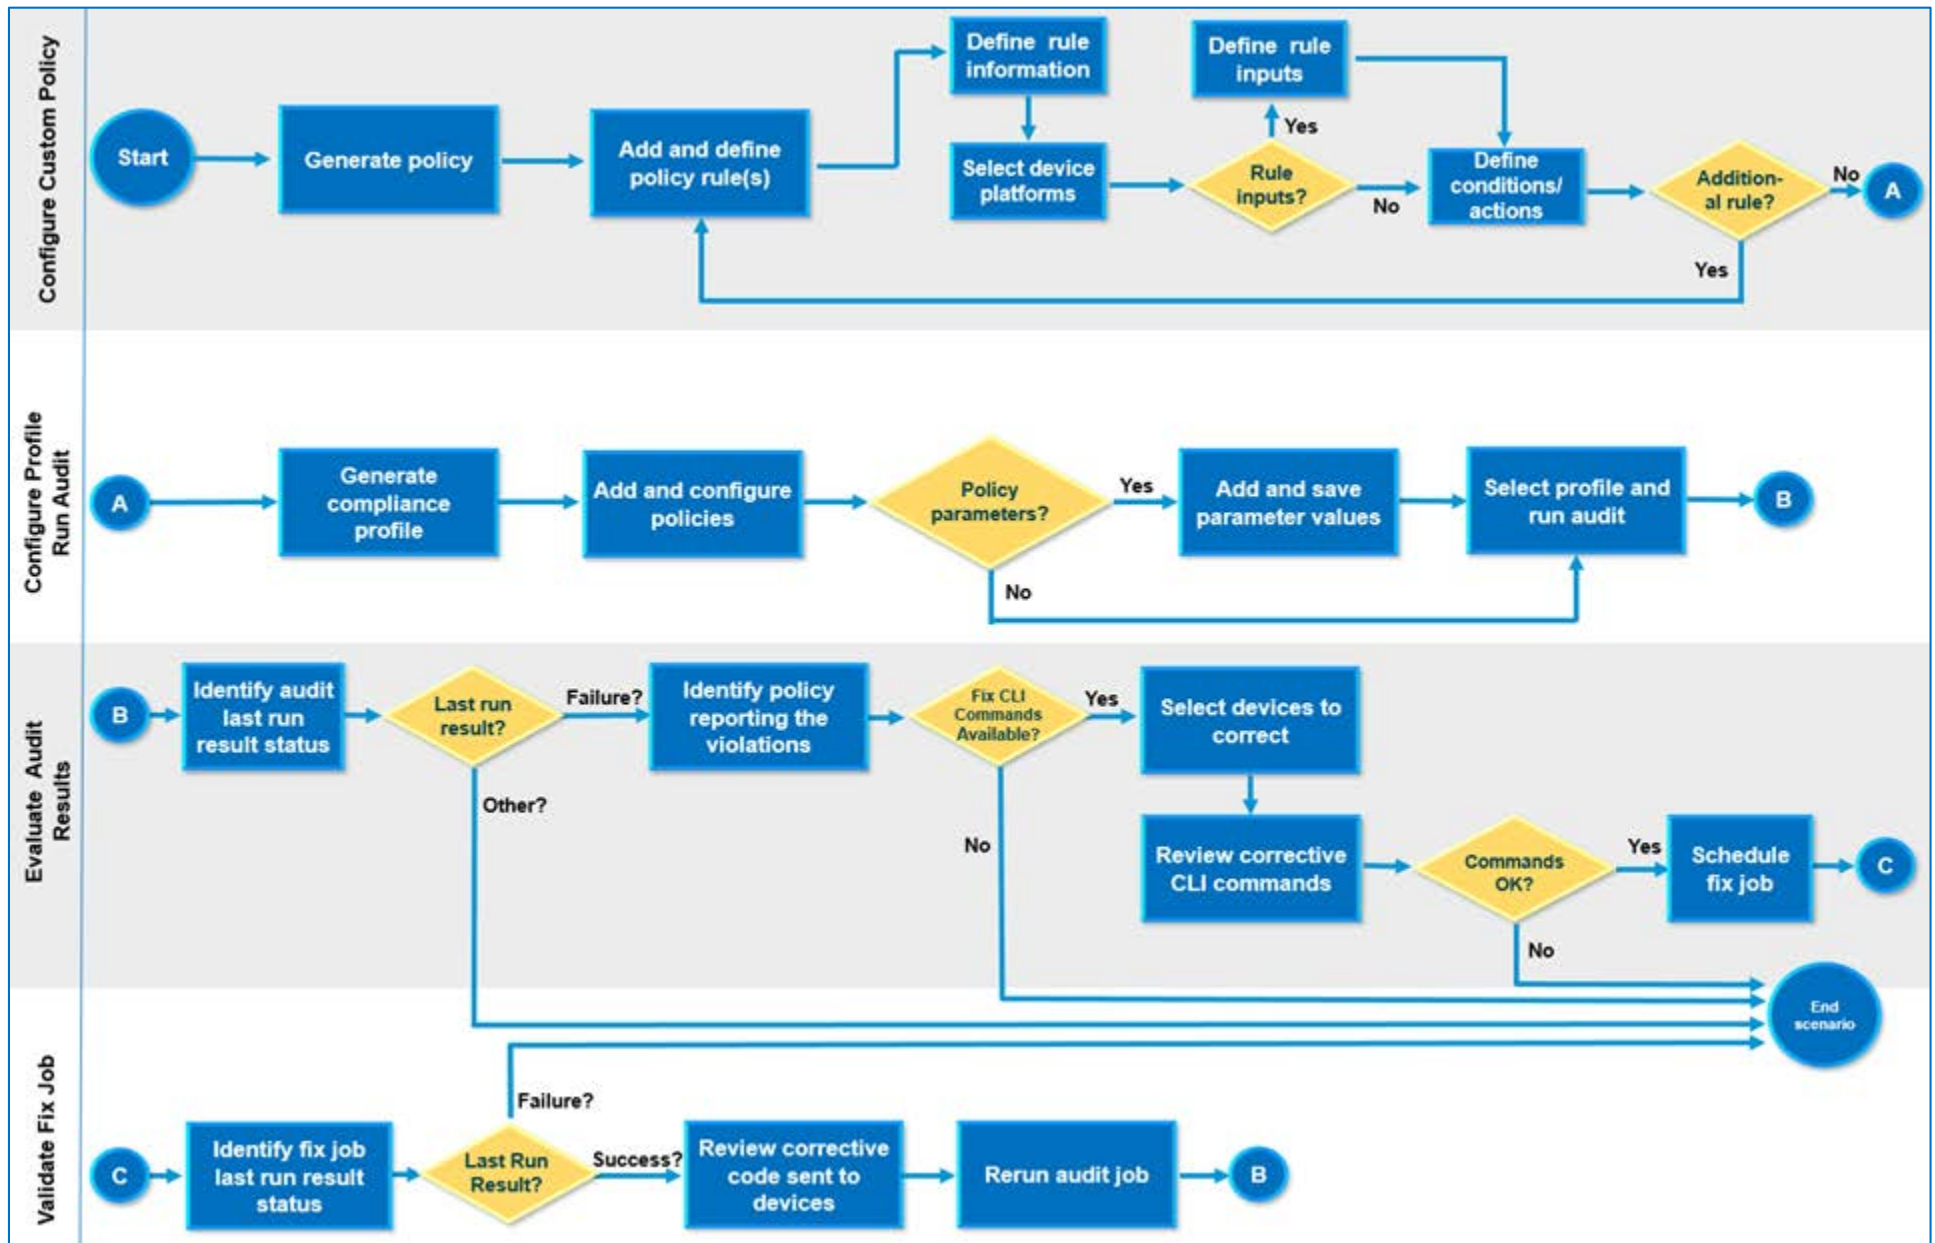 Configure Custom Policy
Start
Generate policy
Add and define
policy rule(s)
Define rule
information
Select device
platforms
Rule
inputs?
Yes
Define rule
inputs
No
Define
conditions/
actions
Addition-
al rule?
No
A
Yes
Configure Profile
Run Audit
A
Generate
compliance
profile
Add and configure
policies
Policy
parameters?
Yes
Add and save
parameter values
Select profile and
run audit
B
No
Evaluate Audit
Results
B
Identify audit
last run
result status
Last run
result?
Failure?
Other?
Identify policy
reporting the
violations
Fix CLI
Commands
Available?
Yes
No
Select devices to
correct
Review corrective
CLI commands
Commands
OK?
Yes
No
Schedule
fix job
C
End
scenario
Validate Fix Job
C
Identify fix job
last run result
status
Last Run
Result?
Failure?
Success?
Review corrective
code sent to
devices
Rerun audit job
B